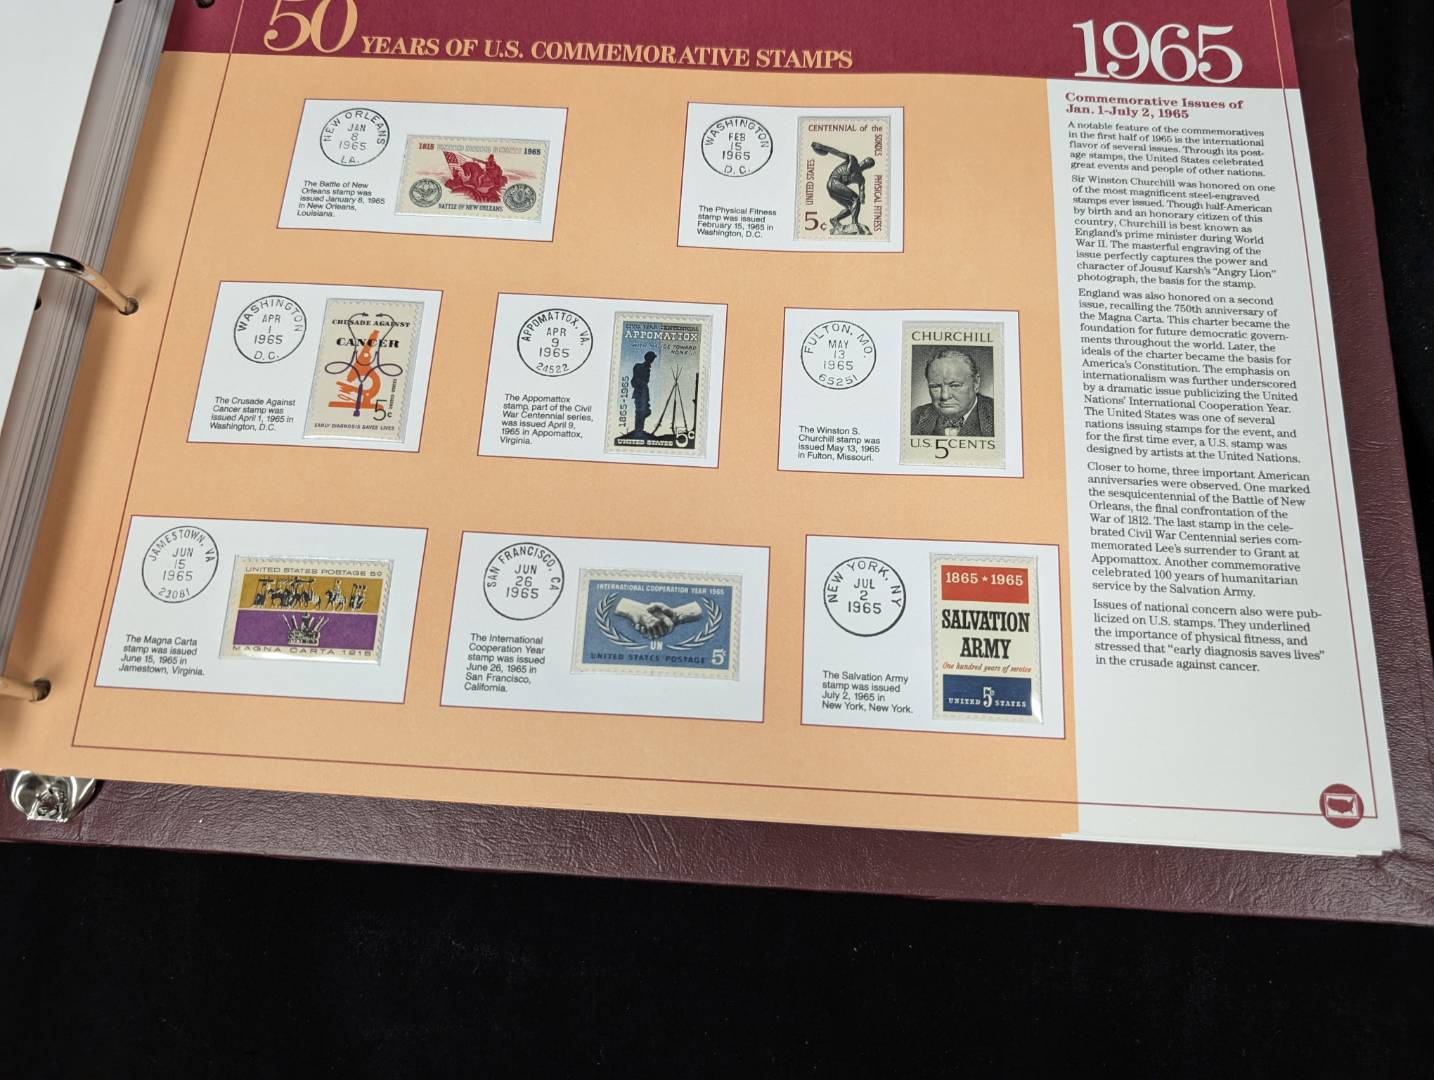 50 YEARS OF U.S. COMMEMORATIVE STAMPS
1965
NEW ORLEANS
JAN
8
1965
LA.
The Battle of New
Orleans stamp was
issued January 8, 1965
in New Orleans,
Louisiana.
1815 UNITED STATES 5 CENTS 1965
BATTLE OF NEW ORLEANS
WASHINGTON
FEB
15
1965
D.C.
The Physical Fitness
stamp was issued
February 15, 1965 in
Washington, D.C.
CENTENNIAL of the SOKOLS
PHYSICAL FITNESS
UNITED STATES
5c
WASHINGTON
APR
1
1965
D.C.
The Crusade Against
Cancer stamp was
issued April 1, 1965 in
Washington, D.C.
CRUSADE AGAINST
CANCER
5c
UNITED STATES
EARLY DIAGNOSIS SAVES LIVES
APPOMATTOX, VA.
APR
9
1965
24522
The Appomattox
stamp, part of the Civil
War Centennial series,
was issued April 9,
1965 in Appomattox,
Virginia.
CIVIL WAR CENTENNIAL
APPOMATTOX
WITH MALICE TOWARD
NONE
1865-1965
UNITED STATES 5c
FULTON, MO.
MAY
13
1965
65251
The Winston S.
Churchill stamp was
issued May 13, 1965
in Fulton, Missouri.
CHURCHILL
U.S. 5 CENTS
JAMESTOWN, VA
JUN
15
1965
23081
The Magna Carta
stamp was issued
June 15, 1965 in
Jamestown, Virginia.
UNITED STATES POSTAGE 5c
MAGNA CARTA 1215
SAN FRANCISCO, CA
JUN
26
1965
The International
Cooperation Year
stamp was issued
June 26, 1965 in
San Francisco,
California.
INTERNATIONAL COOPERATION YEAR 1965
UN
UNITED STATES POSTAGE 5c
NEW YORK, NY
JUL
2
1965
The Salvation Army
stamp was issued
July 2, 1965 in
New York, New York.
1865 ★ 1965
SALVATION
ARMY
One hundred years of service
UNITED 5c STATES
Commemorative Issues of
Jan. 1-July 2, 1965
A notable feature of the commemoratives
in the first half of 1965 is the international
flavor of several issues. Through its post-
age stamps, the United States celebrated
great events and people of other nations.
Sir Winston Churchill was honored on one
of the most magnificent steel-engraved
stamps ever issued. Though half-American
by birth and an honorary citizen of this
country, Churchill is best known as
England's prime minister during World
War II. The masterful engraving of the
issue perfectly captures the power and
character of Jousuf Karsh's "Angry Lion"
photograph, the basis for the stamp.
England was also honored on a second
issue, recalling the 750th anniversary of
the Magna Carta. This charter became the
foundation for future democratic govern-
ments throughout the world. Later, the
ideals of the charter became the basis for
America's Constitution. The emphasis on
internationalism was further underscored
by a dramatic issue publicizing the United
Nations' International Cooperation Year.
The United States was one of several
nations issuing stamps for the event, and
for the first time ever, a U.S. stamp was
designed by artists at the United Nations.
Closer to home, three important American
anniversaries were observed. One marked
the sesquicentennial of the Battle of New
Orleans, the final confrontation of the
War of 1812. The last stamp in the cele-
brated Civil War Centennial series com-
memorated Lee's surrender to Grant at
Appomattox. Another commemorative
celebrated 100 years of humanitarian
service by the Salvation Army.
Issues of national concern also were pub-
licized on U.S. stamps. They underlined
the importance of physical fitness, and
stressed that "early diagnosis saves lives"
in the crusade against cancer.